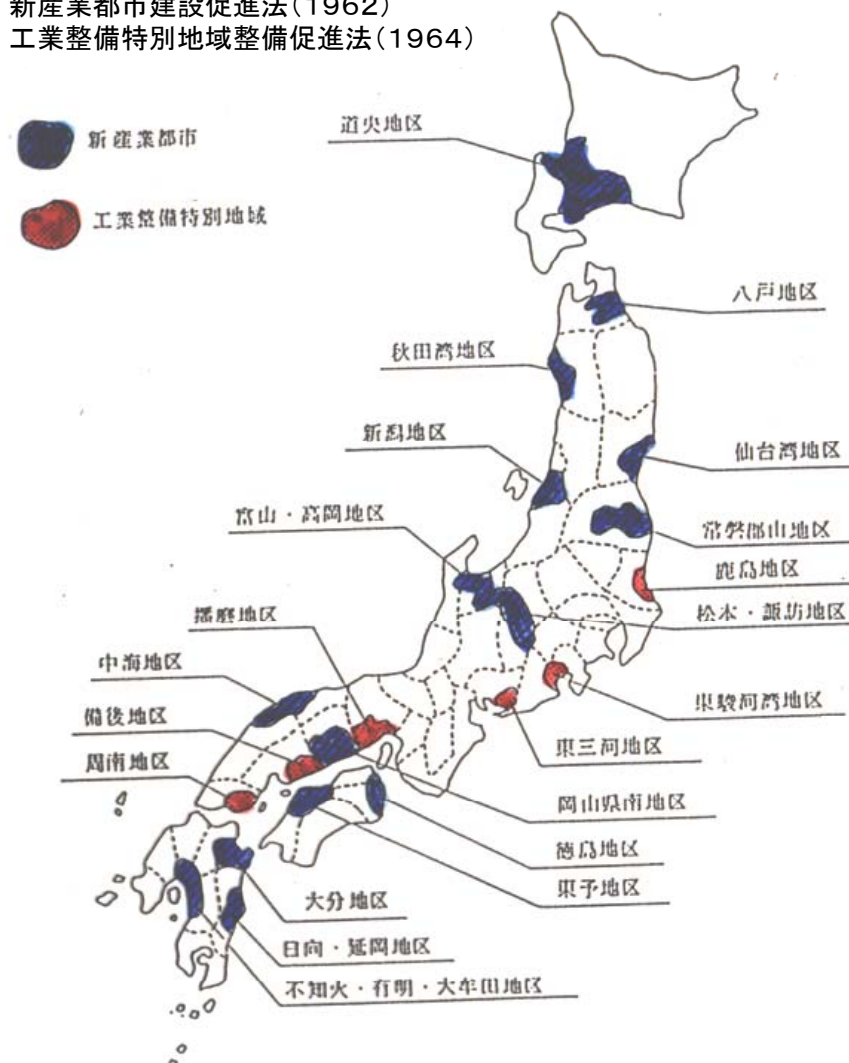 新産業都市建設促進法(1962)
工業整備特別地域整備促進法(1964)
新産業都市
工業整備特別地域
道央地区
八戸地区
秋田湾地区
新潟地区
仙台湾地区
富山・高岡地区
常磐郡山地区
鹿島地区
松本・諏訪地区
播磨地区
中海地区
東駿河湾地区
備後地区
東三河地区
周南地区
岡山県南地区
徳島地区
東予地区
大分地区
日向・延岡地区
不知火・有明・大牟田地区